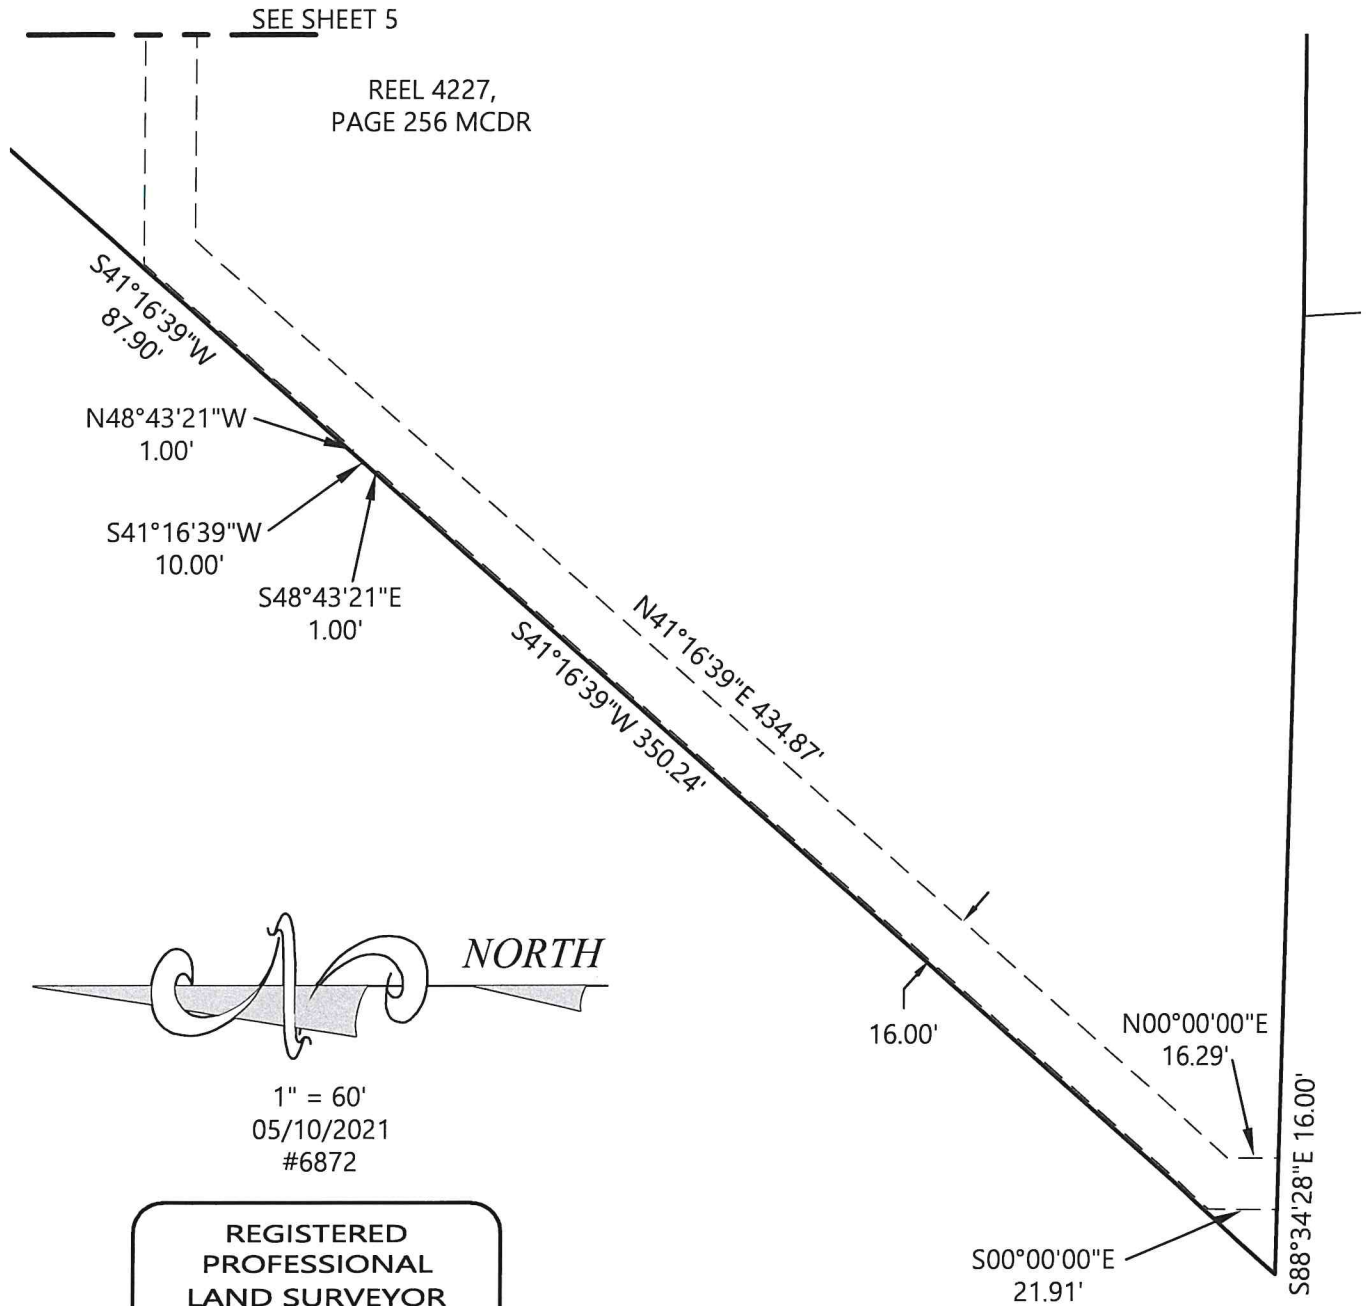 SEE SHEET 5
REEL 4227,
PAGE 256 MCDR
S41°16'39"W
87.90'
N48°43'21"W
1.00'
S41°16'39"W
10.00'
S48°43'21"E
1.00'
N41°16'39"E 434.87'
S41°16'39"W 350.24'
NORTH
16.00'
N00°00'00"E
16.29'
S88°34'28"E 16.00'
1" = 60'
05/10/2021
#6872
REGISTERED
PROFESSIONAL
LAND SURVEYOR
S00°00'00"E
21.91'